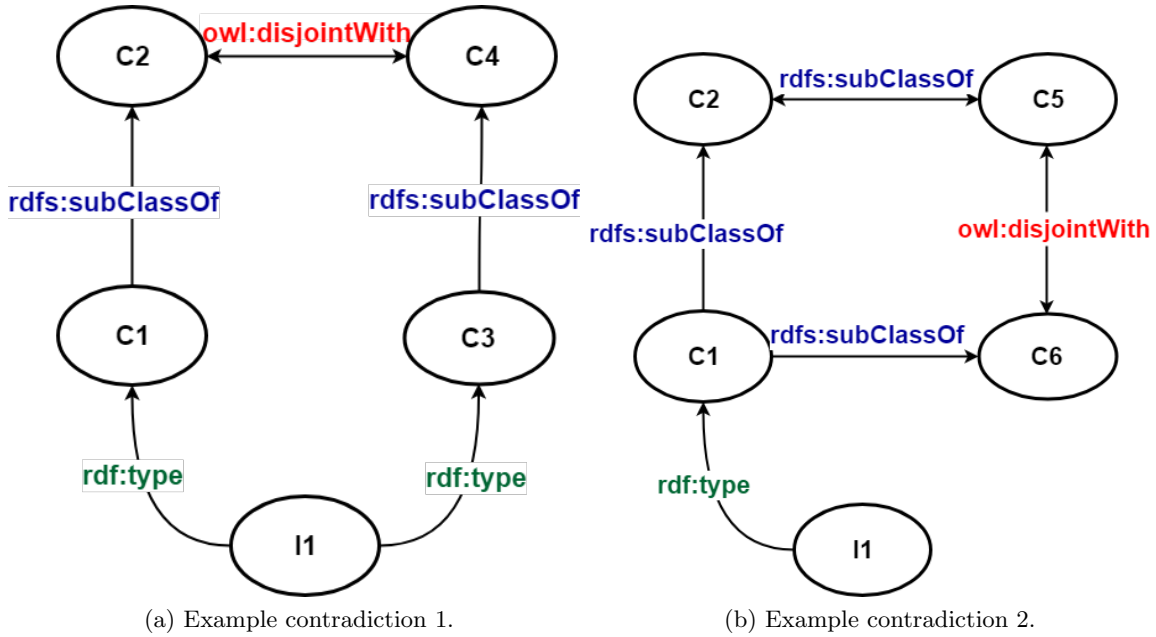 owl:disjointWith
C2
C4
rdfs:subClassOf
rdfs:subClassOf
C1
C3
rdf:type
rdf:type
I1
(a) Example contradiction 1.
rdfs:subClassOf
C2
C5
rdfs:subClassOf
owl:disjointWith
rdfs:subClassOf
C1
C6
rdf:type
I1
(b) Example contradiction 2.